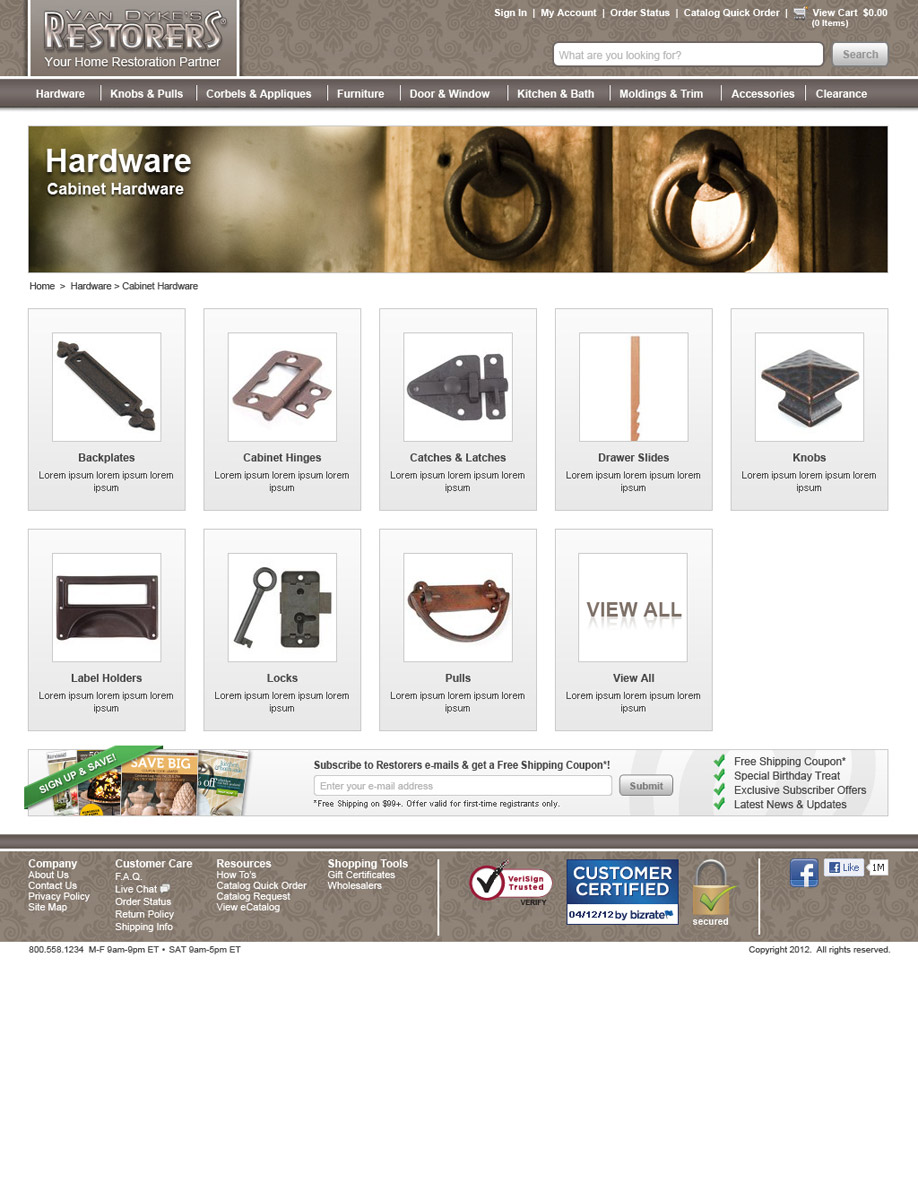 VAN DYKE'S
RESTORERS®
Your Home Restoration Partner
Sign In | My Account | Order Status | Catalog Quick Order | View Cart $0.00
(0 Items)
What are you looking for?
Search
Hardware | Knobs & Pulls | Corbels & Appliques | Furniture | Door & Window | Kitchen & Bath | Moldings & Trim | Accessories | Clearance
Hardware
Cabinet Hardware
Home > Hardware > Cabinet Hardware
Backplates
Lorem ipsum lorem ipsum lorem
ipsum
Cabinet Hinges
Lorem ipsum lorem ipsum lorem
ipsum
Catches & Latches
Lorem ipsum lorem ipsum lorem
ipsum
Drawer Slides
Lorem ipsum lorem ipsum lorem
ipsum
Knobs
Lorem ipsum lorem ipsum lorem
ipsum
Label Holders
Lorem ipsum lorem ipsum lorem
ipsum
Locks
Lorem ipsum lorem ipsum lorem
ipsum
Pulls
Lorem ipsum lorem ipsum lorem
ipsum
VIEW ALL
View All
Lorem ipsum lorem ipsum lorem
ipsum
SIGN UP & SAVE!
SAVE BIG
Subscribe to Restorers e-mails & get a Free Shipping Coupon*!
Enter your e-mail address
Submit
*Free Shipping on $99+. Offer valid for first-time registrants only.
Free Shipping Coupon*
Special Birthday Treat
Exclusive Subscriber Offers
Latest News & Updates
Company
About Us
Contact Us
Privacy Policy
Site Map
Customer Care
F.A.Q.
Live Chat
Order Status
Return Policy
Shipping Info
Resources
How To's
Catalog Quick Order
Catalog Request
View eCatalog
Shopping Tools
Gift Certificates
Wholesalers
VeriSign
Trusted
VERIFY
CUSTOMER
CERTIFIED
04/12/12 by bizrate
secured
f
f Like
1M
800.558.1234 M-F 9am-9pm ET • SAT 9am-5pm ET
Copyright 2012. All rights reserved.